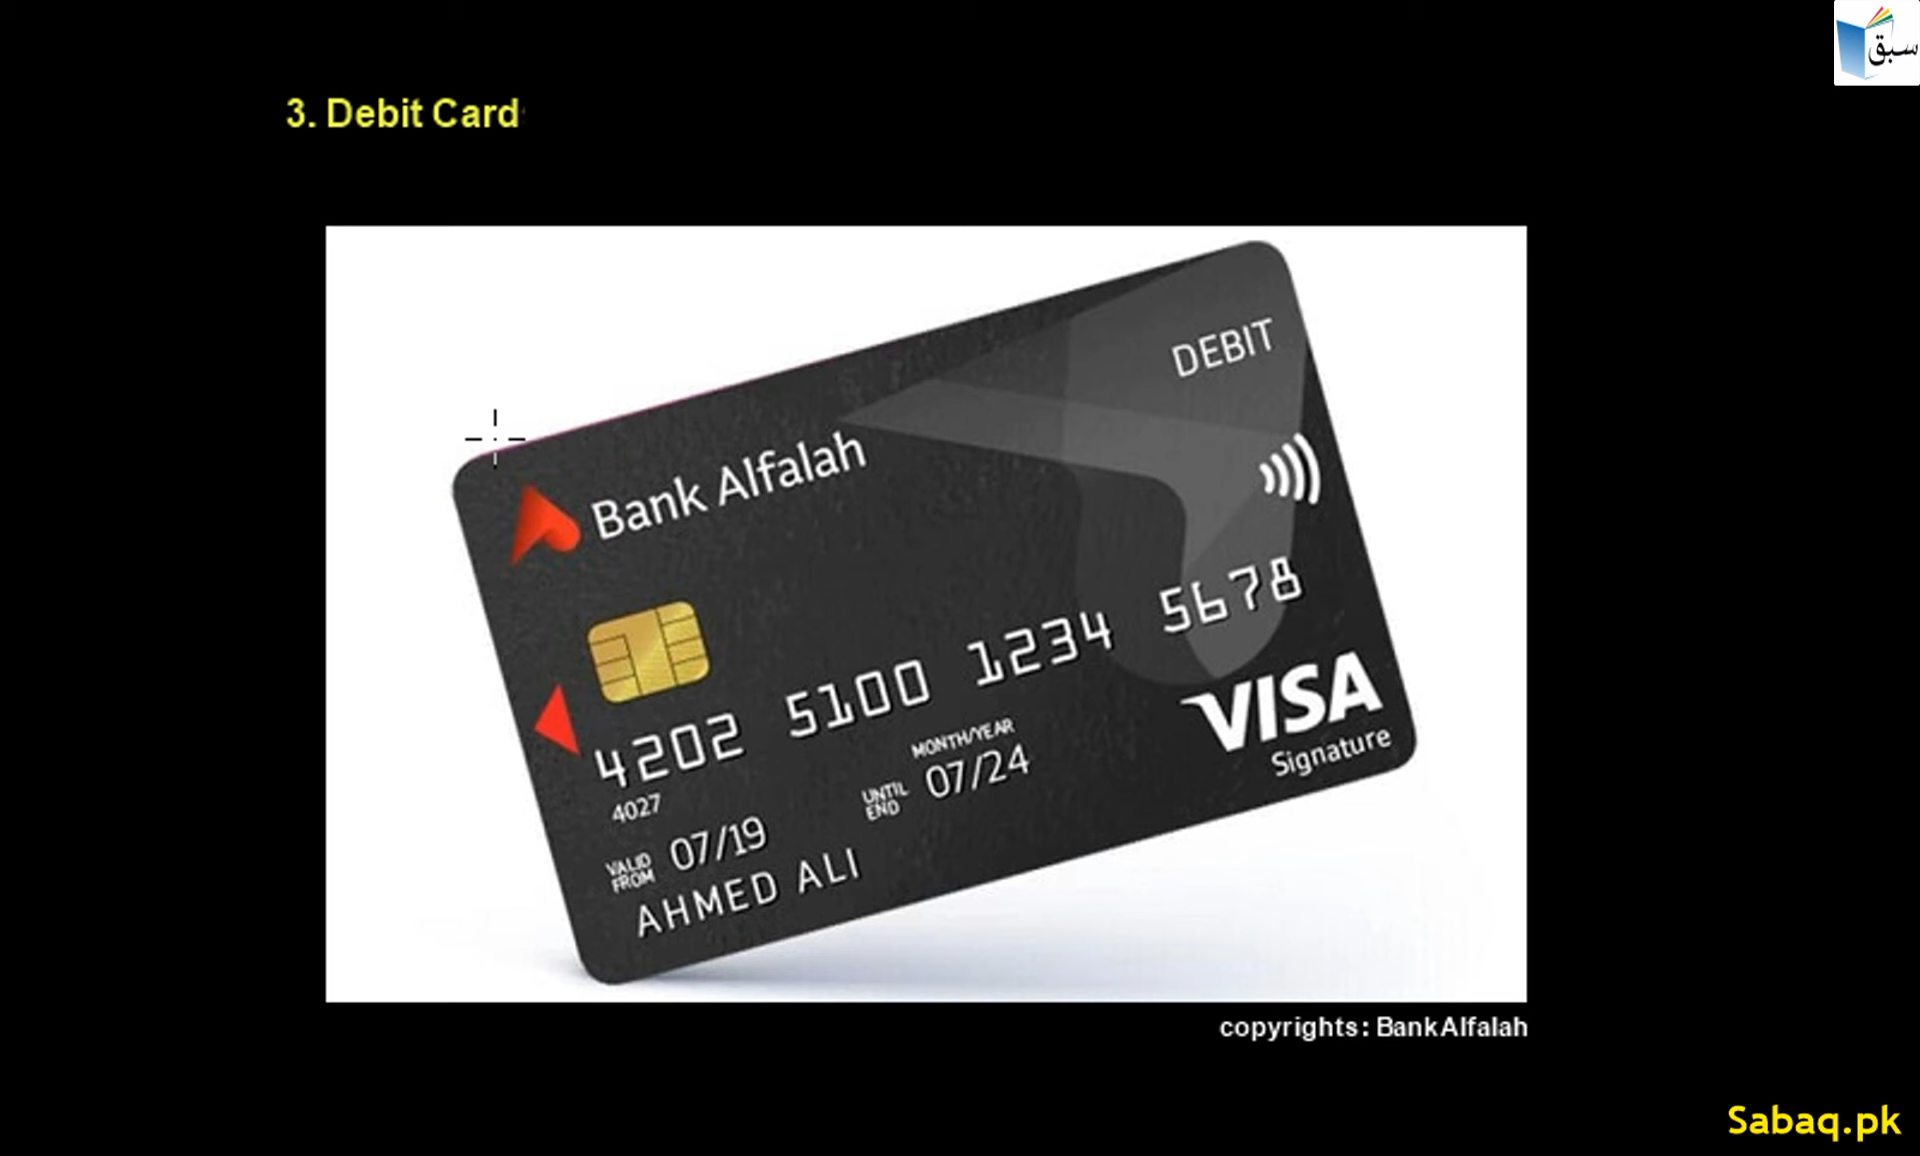 سبق
3. Debit Card
DEBIT
Bank Alfalah
4202 5100 1234 5678
4027
MONTH/YEAR
VALID FROM 07/19 UNTIL END 07/24
AHMED ALI
VISA
Signature
copyrights: BankAlfalah
Sabaq.pk